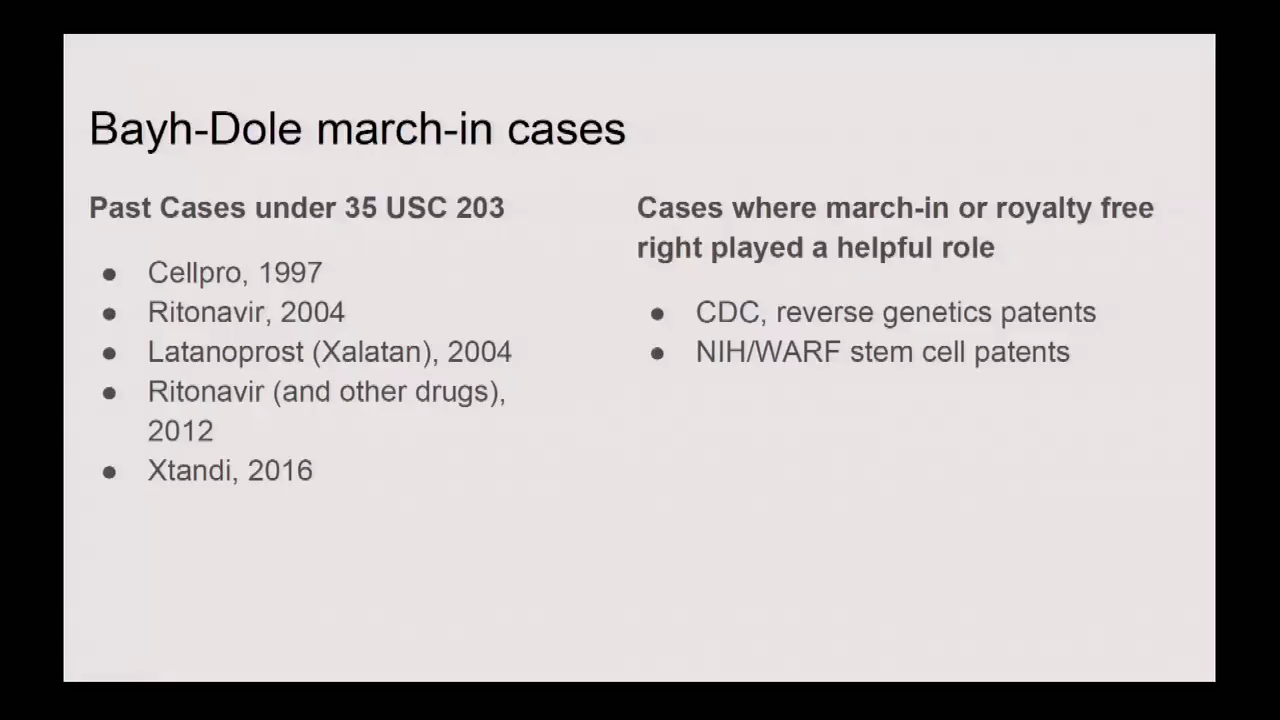 Bayh-Dole march-in cases
Past Cases under 35 USC 203
● Cellpro, 1997
● Ritonavir, 2004
● Latanoprost (Xalatan), 2004
● Ritonavir (and other drugs),
2012
● Xtandi, 2016
Cases where march-in or royalty free
right played a helpful role
● CDC, reverse genetics patents
● NIH/WARF stem cell patents